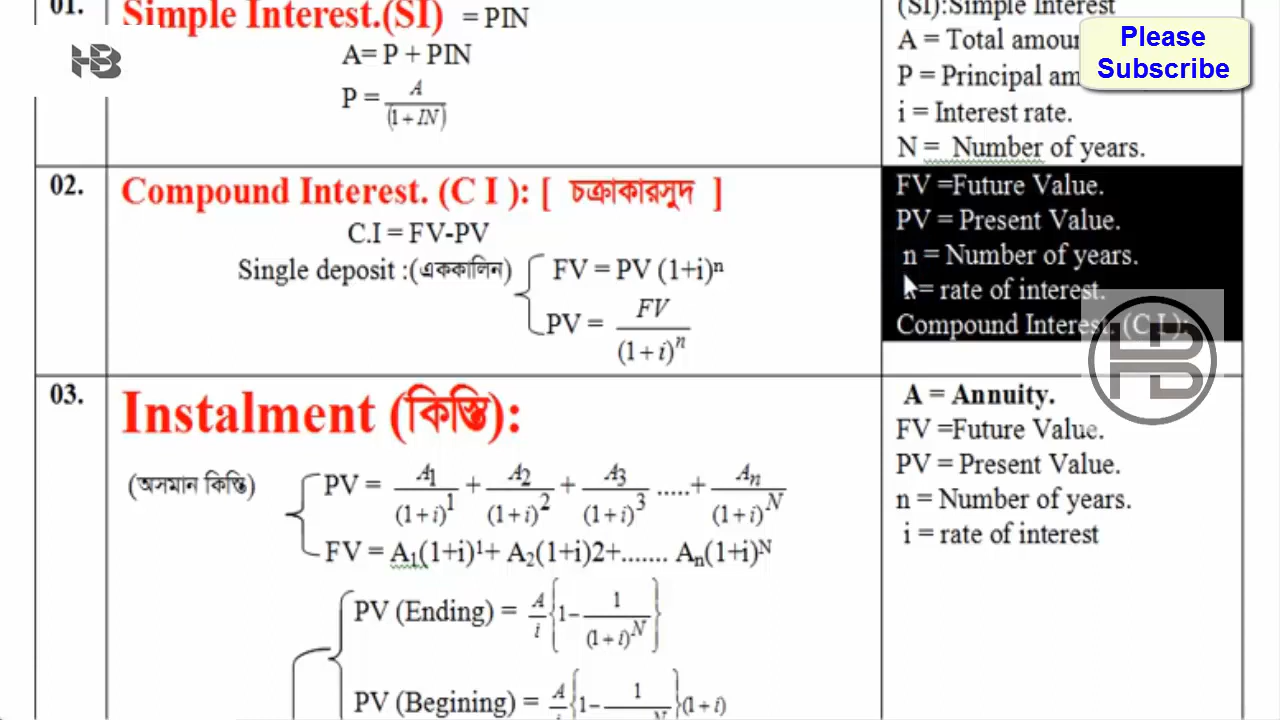 01.
Simple Interest.(SI) = PIN
A= P + PIN
P = A / (1 + IN)
(SI):Simple Interest
A = Total amou
P = Principal am
i = Interest rate.
N = Number of years.
Please
Subscribe
HB
02.
Compound Interest. (C I ): [ চক্রাকারসুদ ]
C.I = FV-PV
Single deposit :(এককালিন)
FV = PV (1+i)ⁿ
PV = FV / (1 + i)ⁿ
FV =Future Value.
PV = Present Value.
n = Number of years.
= rate of interest.
Compound Interest. (C I ):
03.
Instalment (কিস্তি):
(অসমান কিস্তি)
PV = A1 / (1 + i)^1 + A2 / (1 + i)^2 + A3 / (1 + i)^3 .....+ An / (1 + i)^N
FV = A₁(1+i)¹+ A₂(1+i)2+....... Aₙ(1+i)^N
PV (Ending) = A / i {1− 1 / (1 + i)^N}
PV (Begining) = A / i {1− 1 / N}(1 + i)
A = Annuity.
FV =Future Value.
PV = Present Value.
n = Number of years.
i = rate of interest